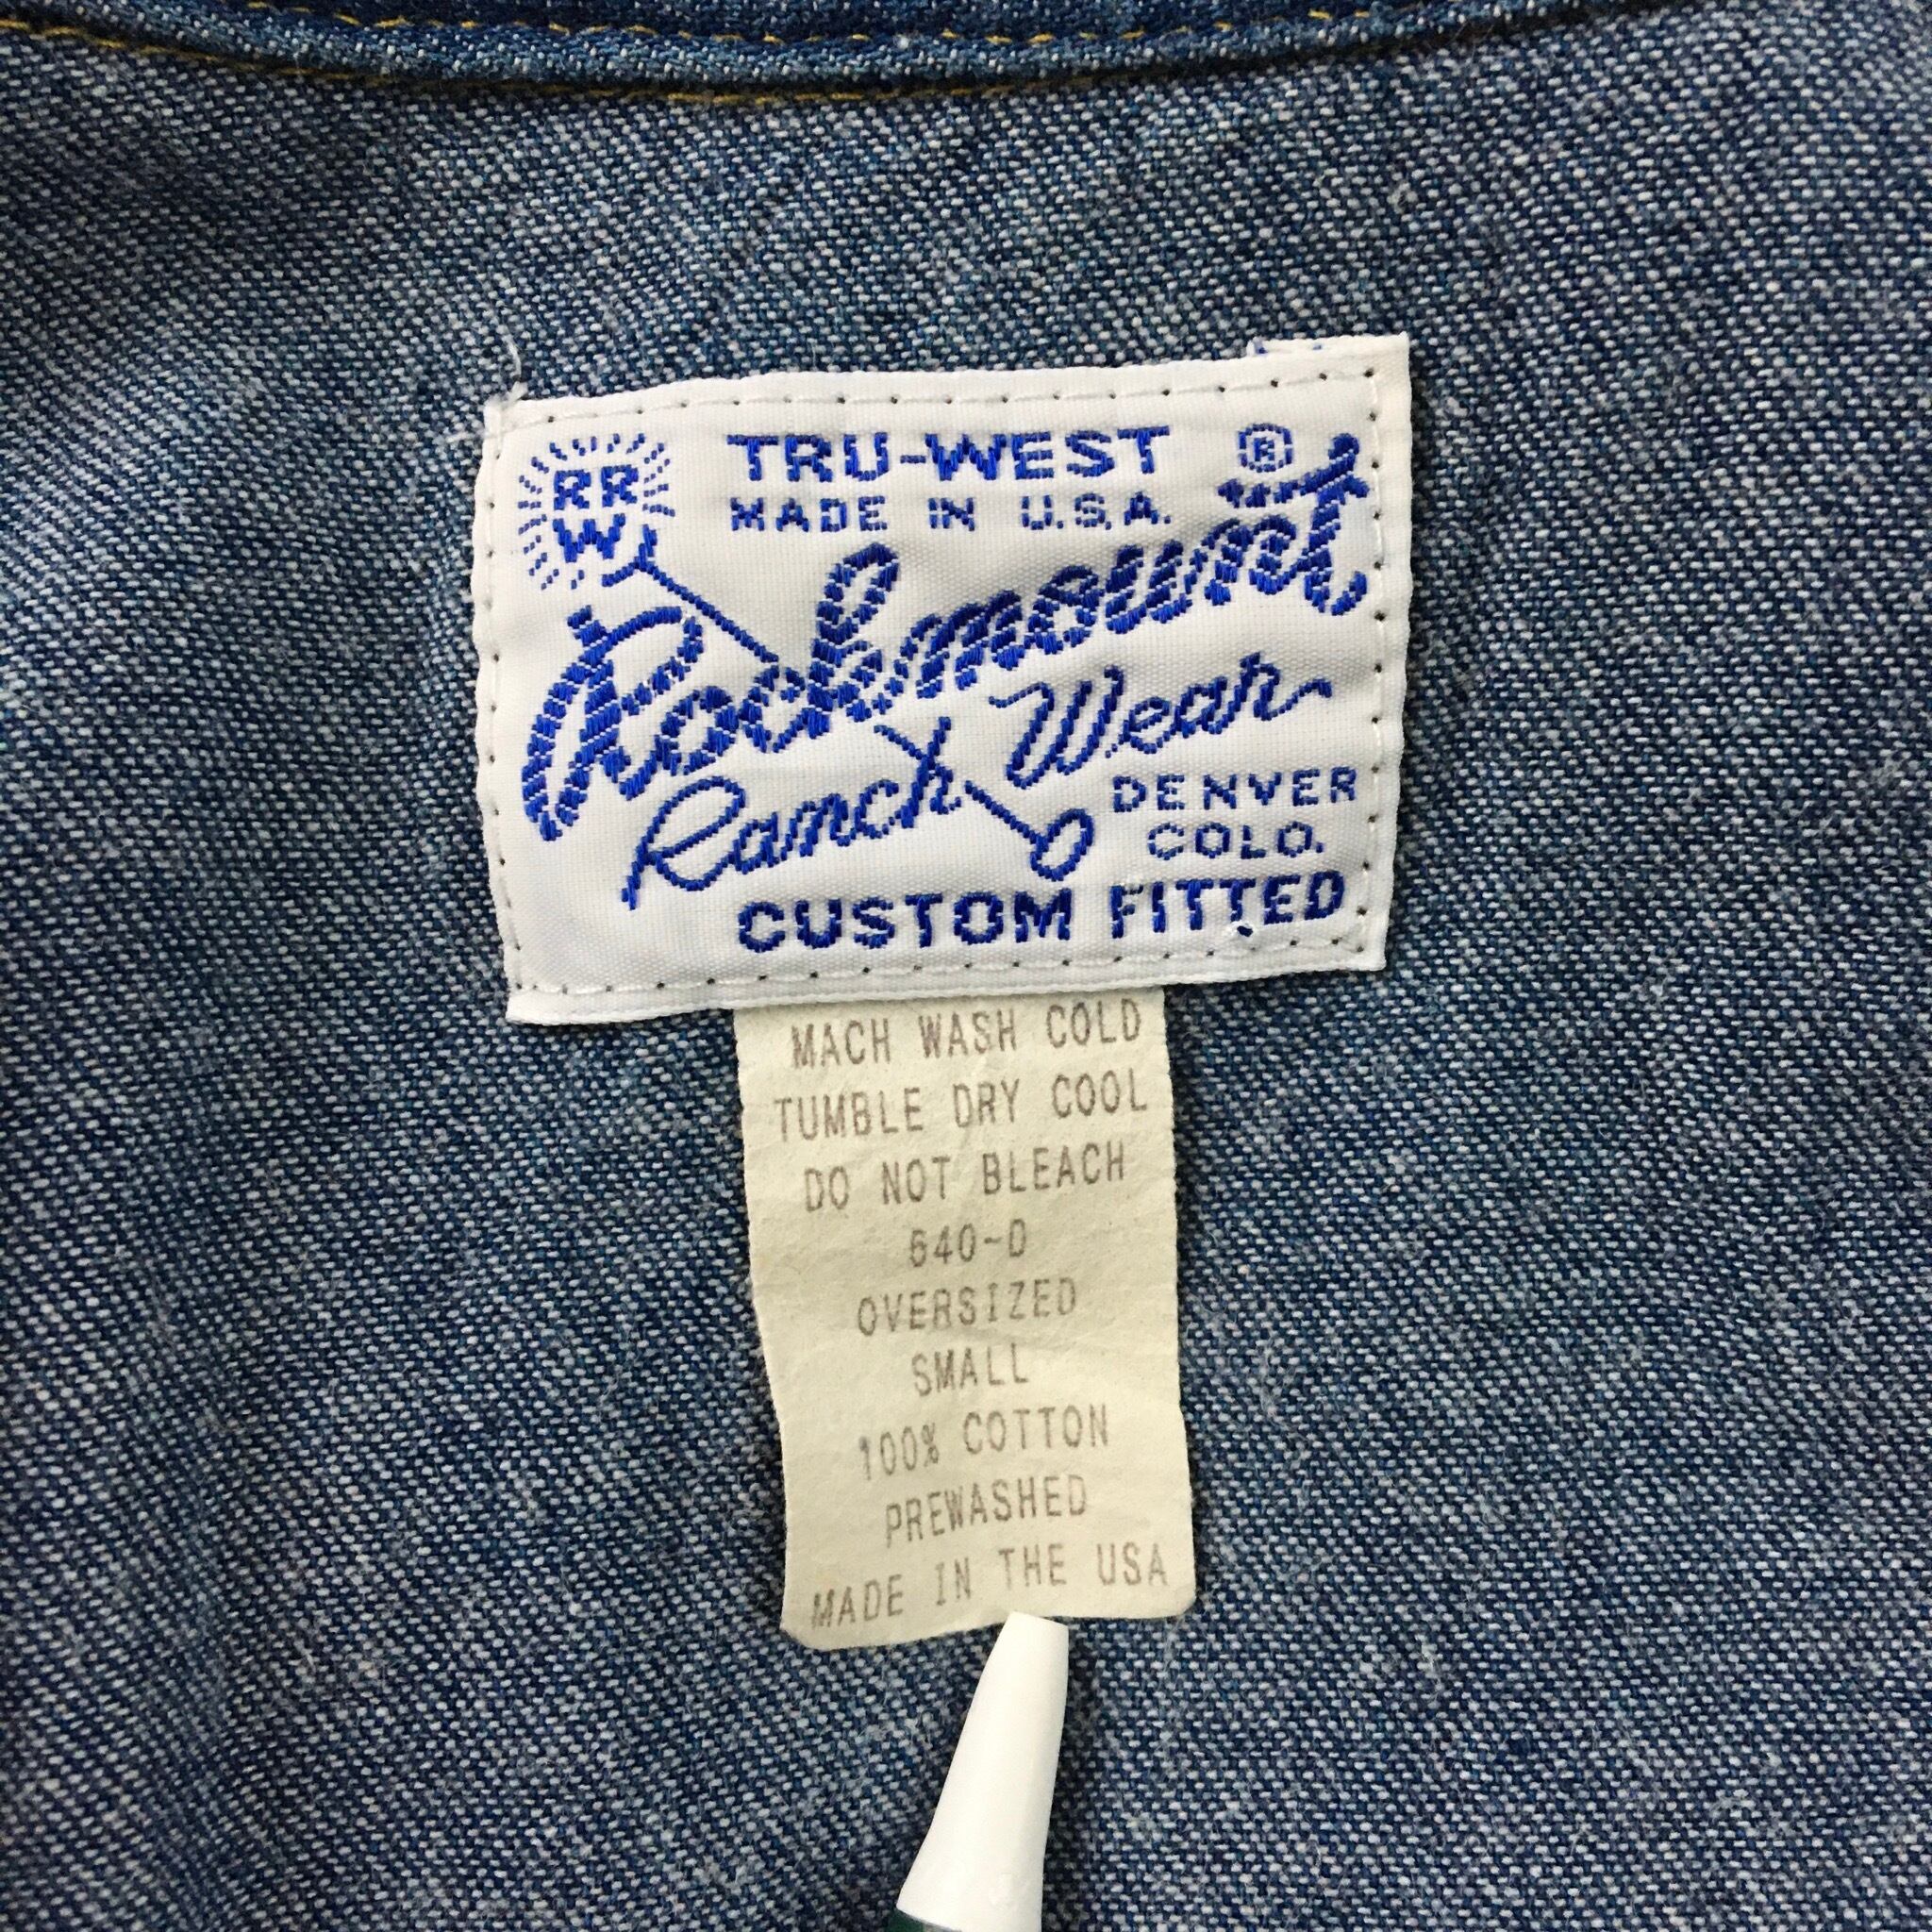 RR
W
TRU-WEST ®
MADE IN U.S.A.
Rockmount
Ranch Wear
DENVER
COLO.
CUSTOM FITTED
MACH WASH COLD
TUMBLE DRY COOL
DO NOT BLEACH
640-D
OVERSIZED
SMALL
100% COTTON
PREWASHED
MADE IN THE USA